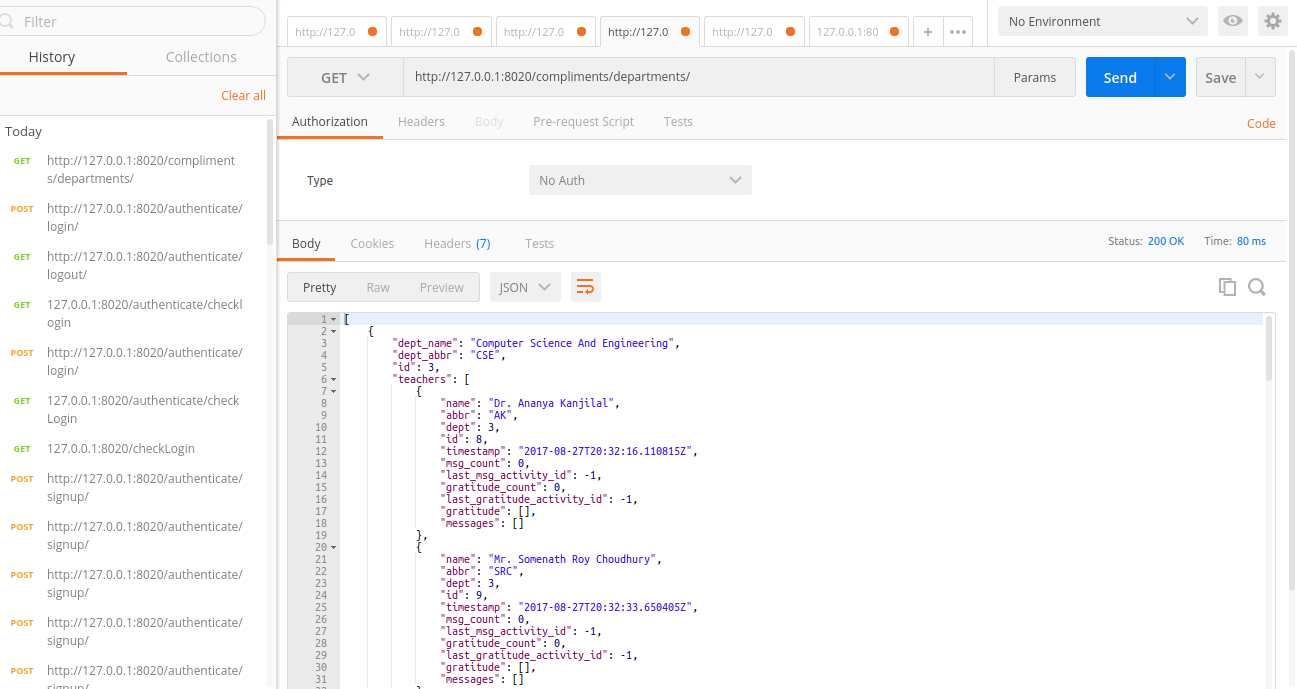 Filter
History Collections
Clear all
Today
GET http://127.0.0.1:8020/compliment
s/departments/
POST http://127.0.0.1:8020/authenticate/
login/
GET http://127.0.0.1:8020/authenticate/
logout/
GET 127.0.0.1:8020/authenticate/checkl
ogin
POST http://127.0.0.1:8020/authenticate/
login/
GET 127.0.0.1:8020/authenticate/check
Login
GET 127.0.0.1:8020/checkLogin
POST http://127.0.0.1:8020/authenticate/
signup/
POST http://127.0.0.1:8020/authenticate/
signup/
POST http://127.0.0.1:8020/authenticate/
signup/
POST http://127.0.0.1:8020/authenticate/
signup/
POST http://127.0.0.1:8020/authenticate/
signup/
http://127.0 http://127.0 http://127.0 http://127.0 http://127.0 127.0.0.1:80 + •••
No Environment
GET http://127.0.0.1:8020/compliments/departments/ Params Send Save
Authorization Headers Body Pre-request Script Tests Code
Type No Auth
Body Cookies Headers (7) Tests Status: 200 OK Time: 80 ms
Pretty Raw Preview JSON
1 [
2 {
3 "dept_name": "Computer Science And Engineering",
4 "dept_abbr": "CSE",
5 "id": 3,
6 "teachers": [
7 {
8 "name": "Dr. Ananya Kanjilal",
9 "abbr": "AK",
10 "dept": 3,
11 "id": 8,
12 "timestamp": "2017-08-27T20:32:16.110815Z",
13 "msg_count": 0,
14 "last_msg_activity_id": -1,
15 "gratitude_count": 0,
16 "last_gratitude_activity_id": -1,
17 "gratitude": [],
18 "messages": []
19 },
20 {
21 "name": "Mr. Somenath Roy Choudhury",
22 "abbr": "SRC",
23 "dept": 3,
24 "id": 9,
25 "timestamp": "2017-08-27T20:32:33.650405Z",
26 "msg_count": 0,
27 "last_msg_activity_id": -1,
28 "gratitude_count": 0,
29 "last_gratitude_activity_id": -1,
30 "gratitude": [],
31 "messages": []